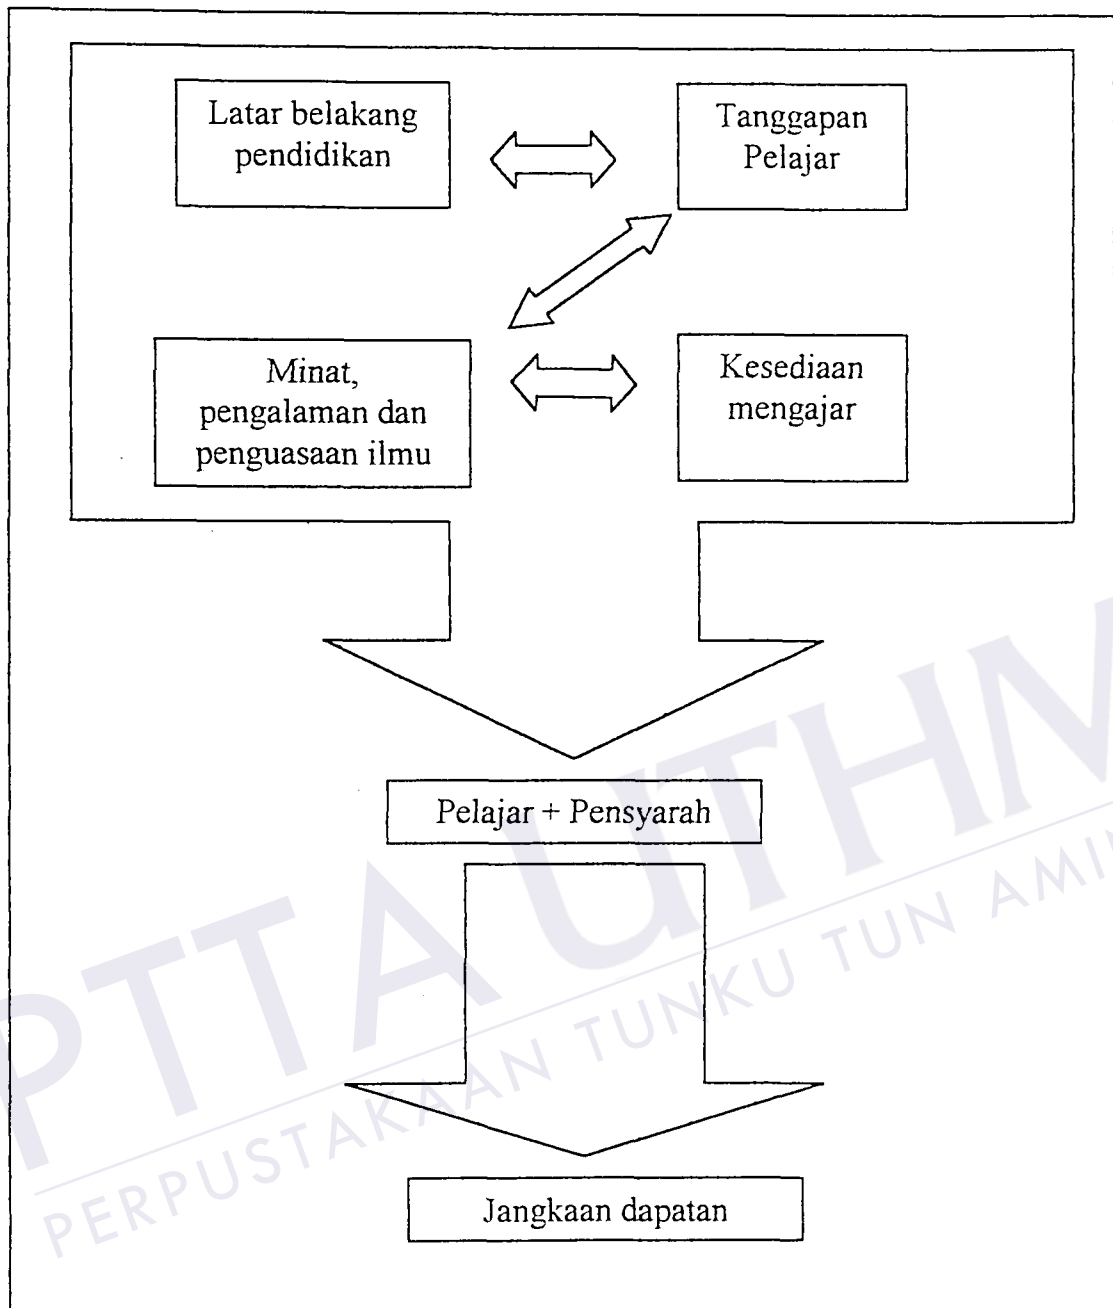 Latar belakang
pendidikan
Tanggapan
Pelajar
Minat,
pengalaman dan
penguasaan ilmu
Kesediaan
mengajar
Pelajar + Pensyarah
Jangkaan dapatan
PTTA UTHM
PERPUSTAKAAN TUNKU TUN AMIN